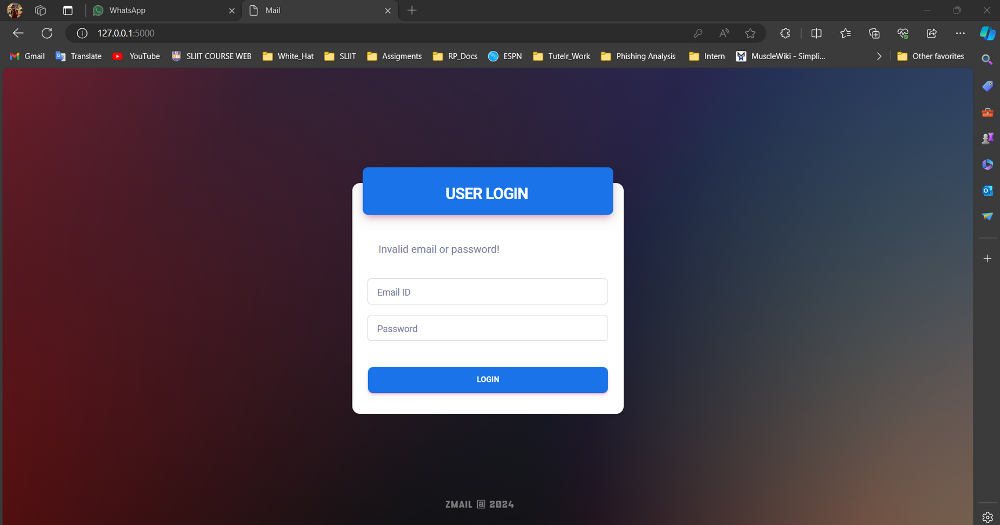 WhatsApp
Mail
127.0.0.1:5000
Gmail
Translate
YouTube
SLIIT COURSE WEB
White_Hat
SLIIT
Assigments
RP_Docs
ESPN
Tutelr_Work
Phishing Analysis
Intern
MuscleWiki - Simpli...
Other favorites
USER LOGIN
Invalid email or password!
Email ID
Password
LOGIN
ZMAIL @ 2024